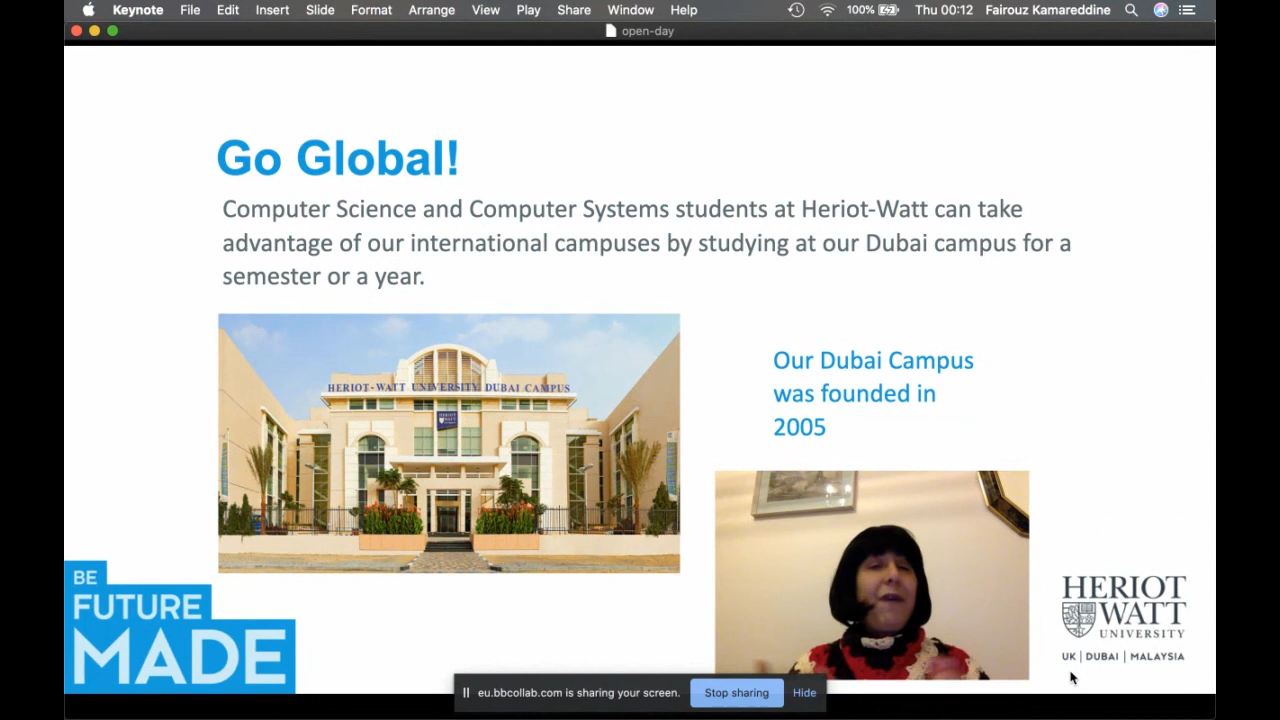 Keynote File Edit Insert Slide Format Arrange View Play Share Window Help 100% Thu 00:12 Fairouz Kamareddine
open-day
Go Global!
Computer Science and Computer Systems students at Heriot-Watt can take
advantage of our international campuses by studying at our Dubai campus for a
semester or a year.
HERIOT-WATT UNIVERSITY DUBAI CAMPUS
HERIOT
WATT
Our Dubai Campus
was founded in
2005
BE
FUTURE
MADE
HERIOT
WATT
UNIVERSITY
UK | DUBAI | MALAYSIA
eu.bbcollab.com is sharing your screen. Stop sharing Hide